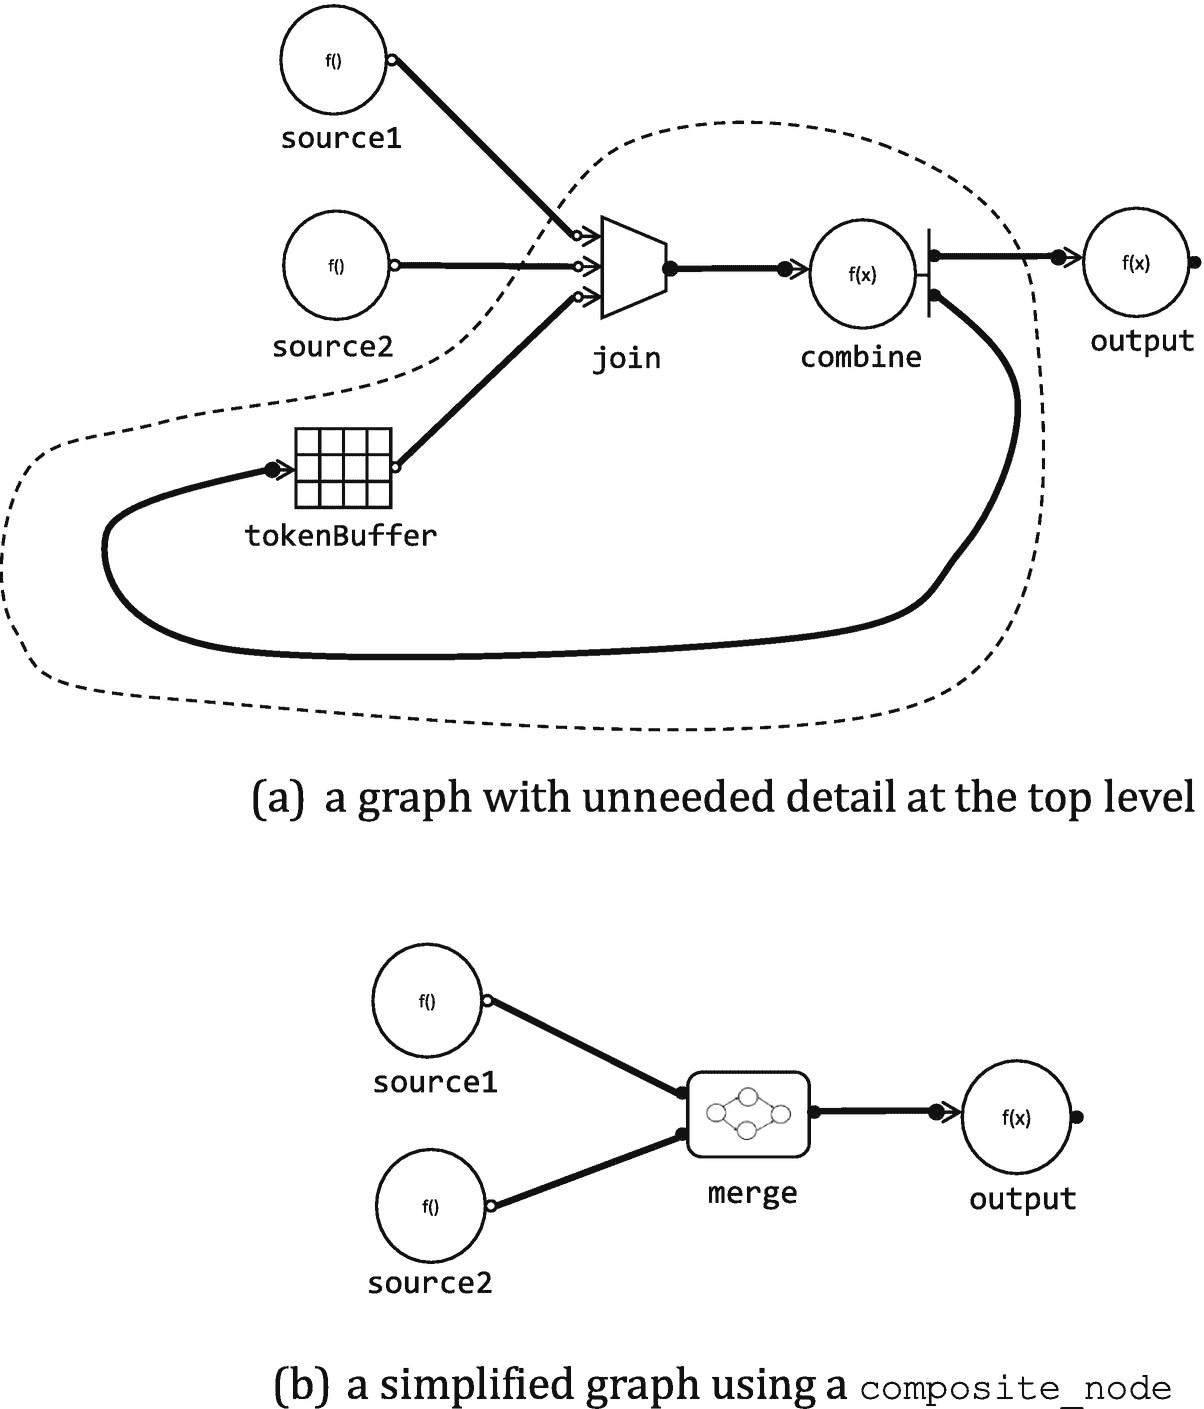 f()
source1
f()
source2
join
f(x)
combine
f(x)
output
tokenBuffer
(a) a graph with unneeded detail at the top level
f()
source1
f()
source2
merge
f(x)
output
(b) a simplified graph using a composite_node